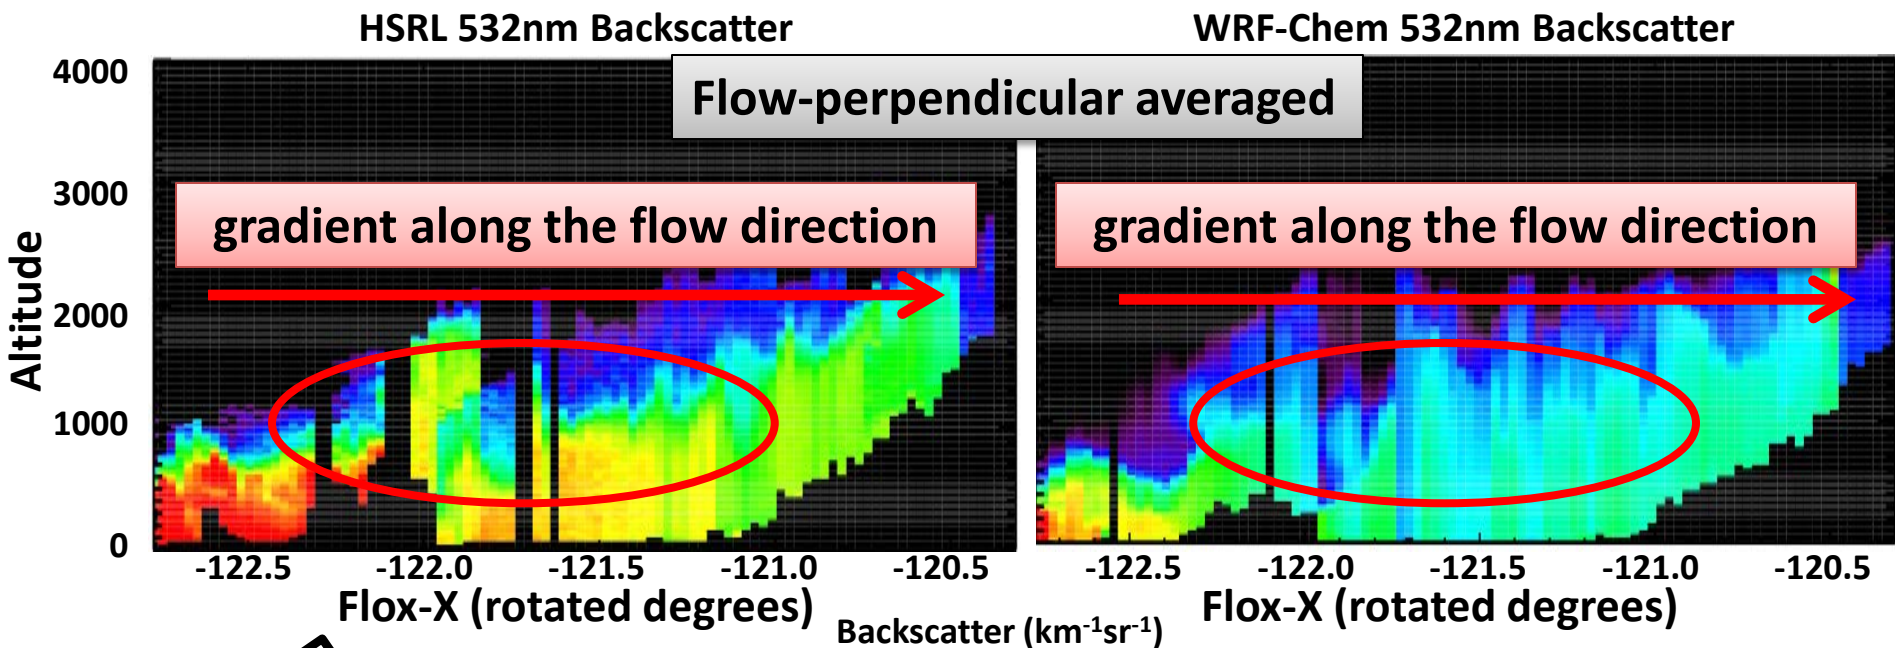 HSRL 532nm Backscatter
WRF-Chem 532nm Backscatter
Flow-perpendicular averaged
gradient along the flow direction
gradient along the flow direction
Altitude
4000
3000
2000
1000
0
-122.5 -122.0 -121.5 -121.0 -120.5
-122.5 -122.0 -121.5 -121.0 -120.5
Flox-X (rotated degrees)
Flox-X (rotated degrees)
Backscatter (km⁻¹sr⁻¹)